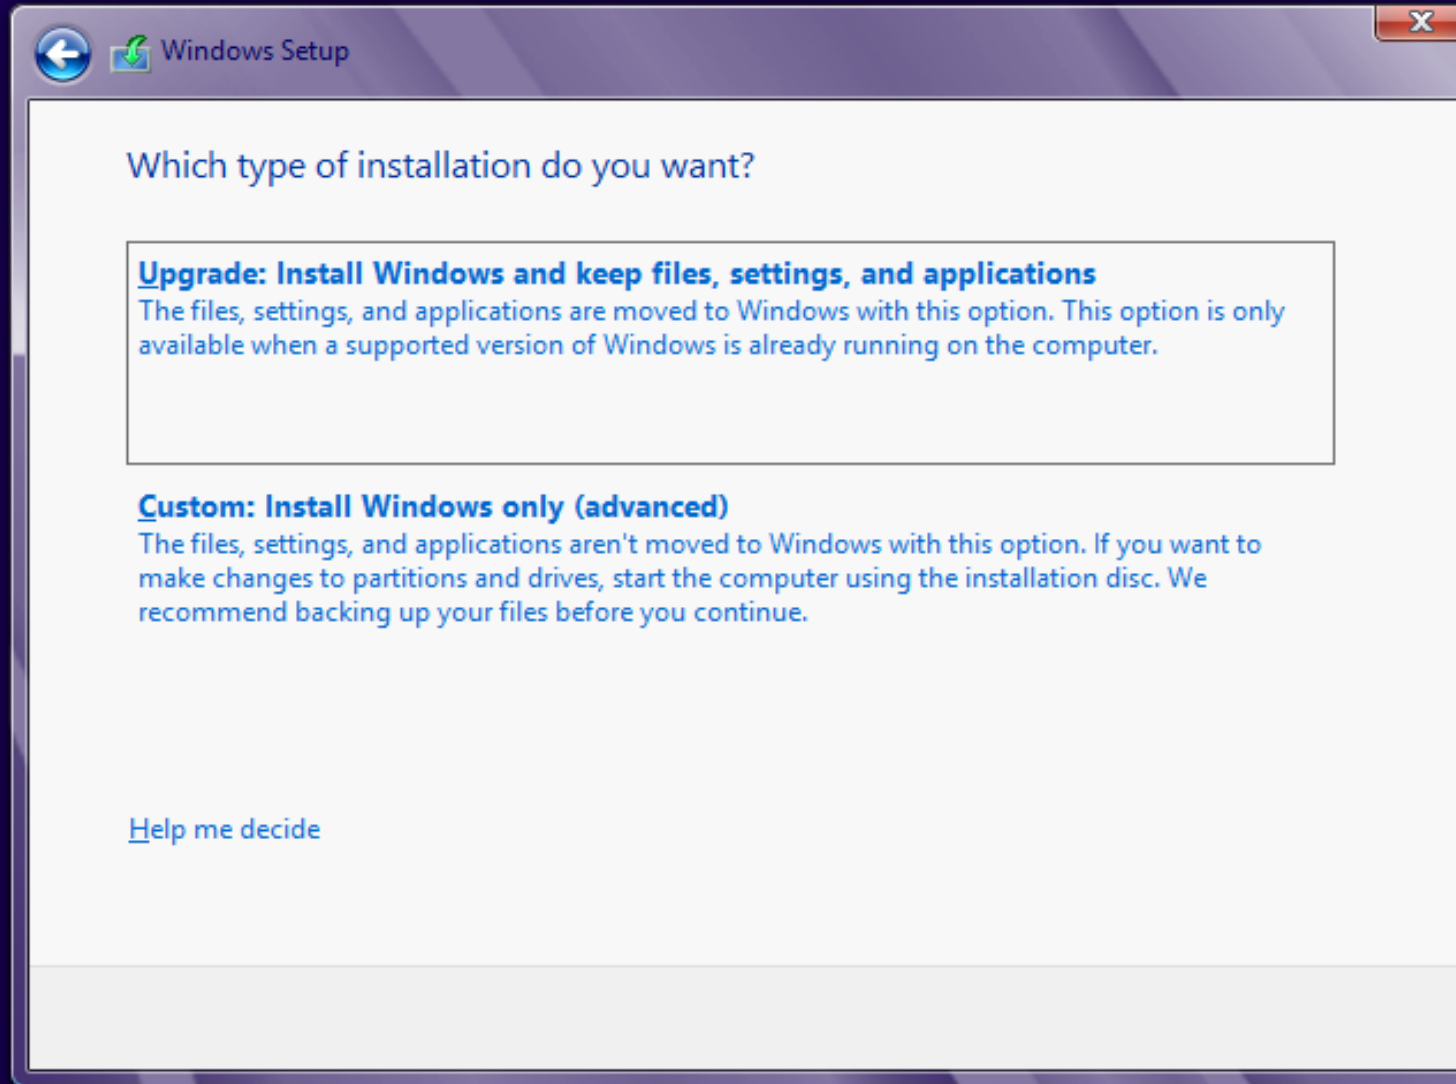 Windows Setup
Which type of installation do you want?
Upgrade: Install Windows and keep files, settings, and applications
The files, settings, and applications are moved to Windows with this option. This option is only
available when a supported version of Windows is already running on the computer.
Custom: Install Windows only (advanced)
The files, settings, and applications aren't moved to Windows with this option. If you want to
make changes to partitions and drives, start the computer using the installation disc. We
recommend backing up your files before you continue.
Help me decide